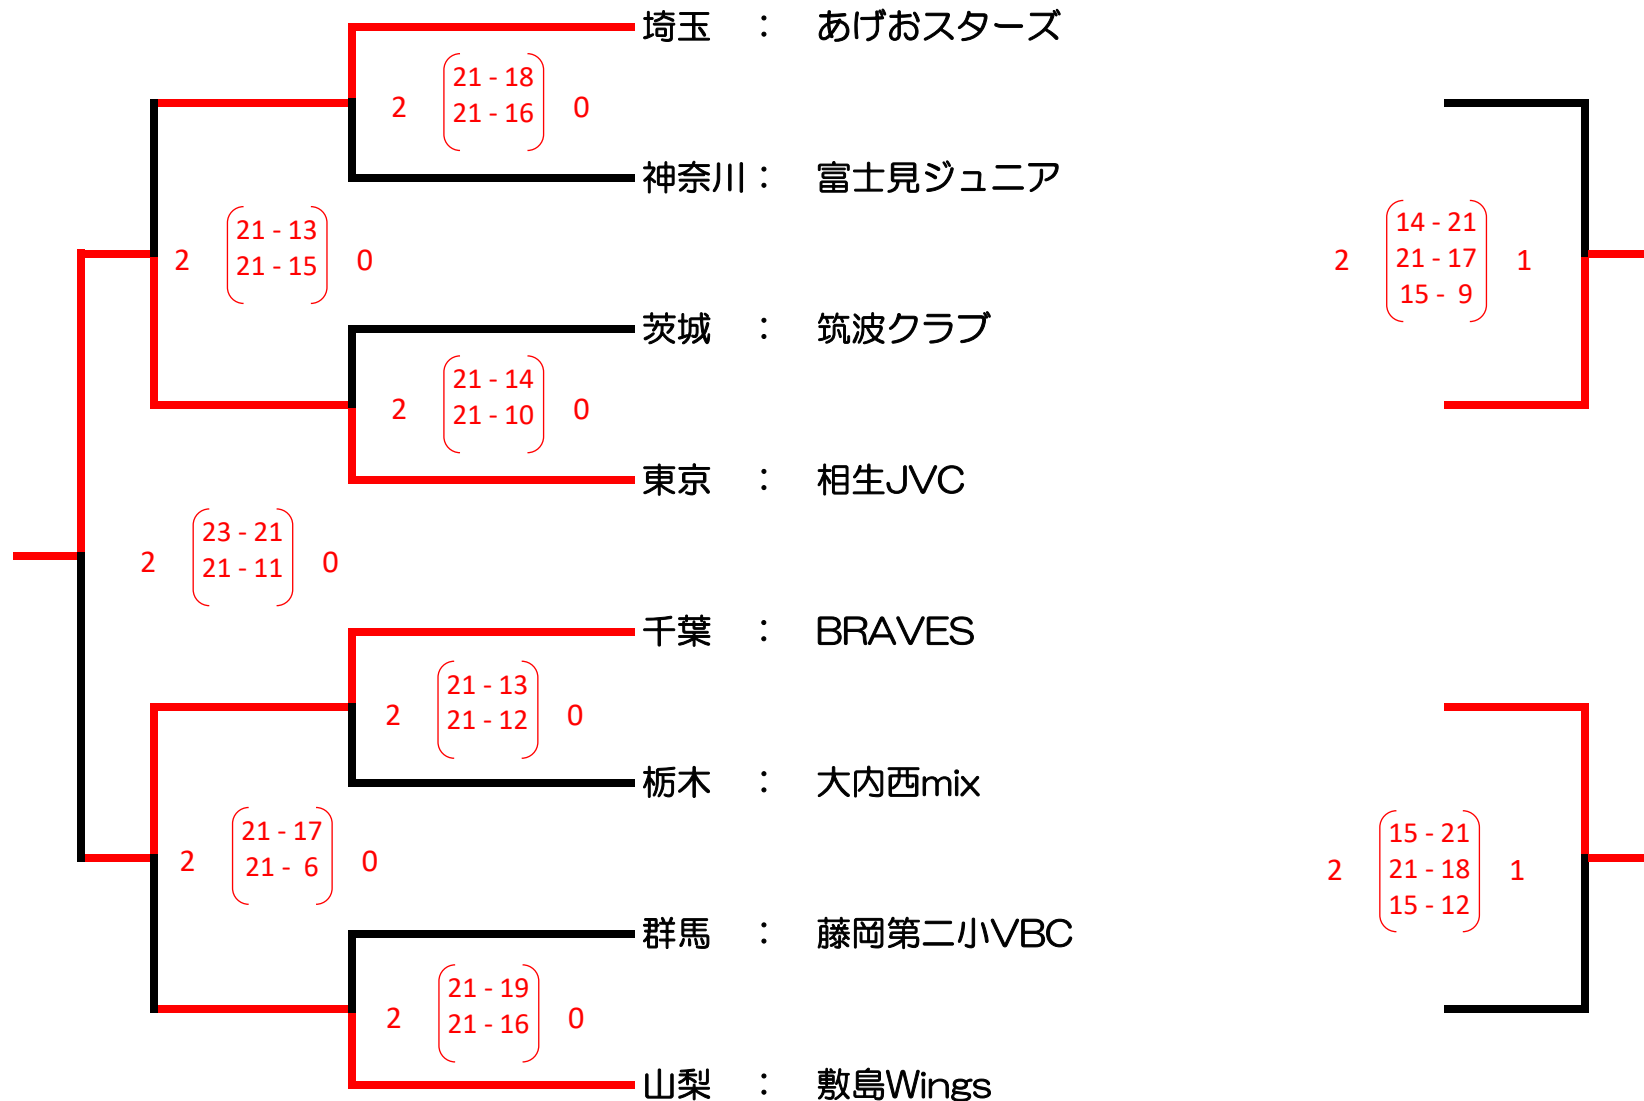 埼玉 ： あげおスターズ
21 - 18
2 21 - 16 0
神奈川： 富士見ジュニア
21 - 13
2 21 - 15 0
14 - 21
2 21 - 17 1
15 - 9
茨城 ： 筑波クラブ
21 - 14
2 21 - 10 0
東京 ： 相生JVC
23 - 21
2 21 - 11 0
千葉 ： BRAVES
21 - 13
2 21 - 12 0
栃木 ： 大内西mix
21 - 17
2 21 - 6 0
15 - 21
2 21 - 18 1
15 - 12
群馬 ： 藤岡第二小VBC
21 - 19
2 21 - 16 0
山梨 ： 敷島Wings